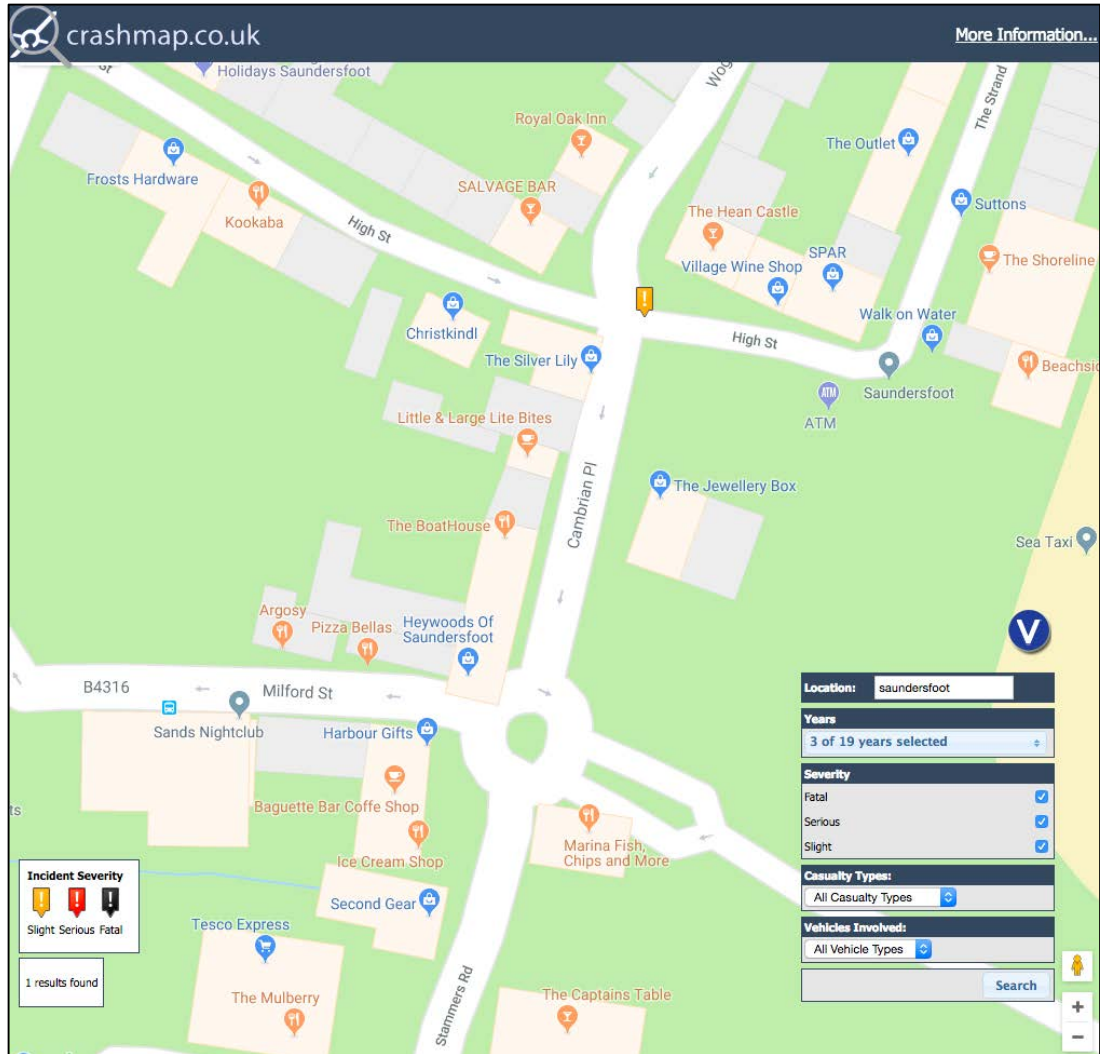 crashmap.co.uk
More Information...
St
Holidays Saundersfoot
Wog
The Strand
Royal Oak Inn
The Outlet
Frosts Hardware
SALVAGE BAR
Suttons
Kookaba
The Hean Castle
High St
Village Wine Shop
SPAR
The Shoreline
Walk on Water
Christkindl
High St
The Silver Lily
Beachsic
Saundersfoot
ATM
ATM
Little & Large Lite Bites
Cambrian Pl
The Jewellery Box
The BoatHouse
Sea Taxi
Argosy
Pizza Bellas
Heywoods Of
Saundersfoot
V
B4316
Milford St
Location:
saundersfoot
Sands Nightclub
Harbour Gifts
Years
3 of 19 years selected
Severity
Fatal
Serious
Slight
Baguette Bar Coffe Shop
ts
Marina Fish,
Chips and More
Ice Cream Shop
Incident Severity
Slight Serious Fatal
Casualty Types:
All Casualty Types
Second Gear
Vehicles Involved:
All Vehicle Types
Tesco Express
1 results found
Search
The Mulberry
Stammers Rd
The Captains Table
+
−